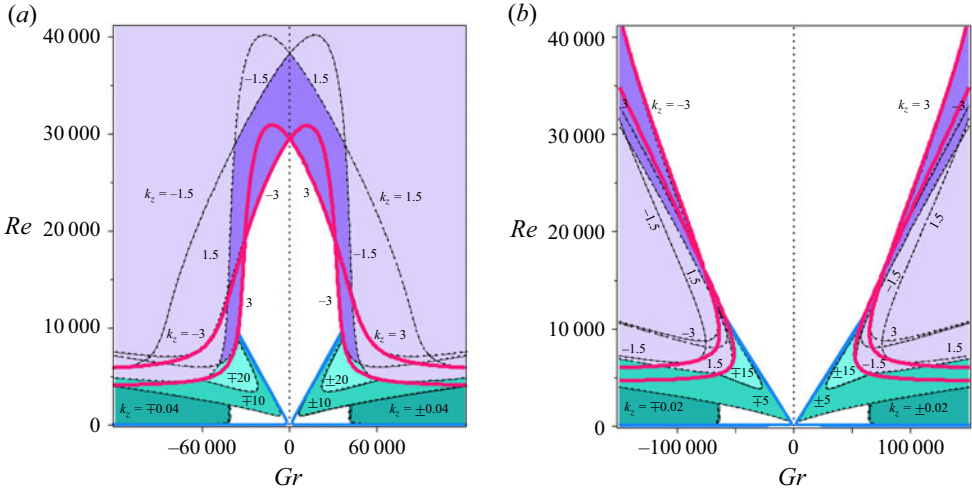 (a)
(b)
40 000
–1.5
1.5
30 000
–3
3
k_z = –1.5
k_z = 1.5
Re
20 000
1.5
–1.5
3
–3
10 000
k_z = –3
k_z = 3
∓20
±20
∓10
±10
k_z = ∓0.04
k_z = ±0.04
0
–60 000
0
60 000
Gr
40 000
3
k_z = –3
k_z = 3
–3
30 000
Re
20 000
–1.5
1.5
1.5
–1.5
10 000
–3
3
–1.5
1.5
1.5
–1.5
∓15
±15
∓5
±5
k_z = ∓0.02
k_z = ±0.02
0
–100 000
0
100 000
Gr